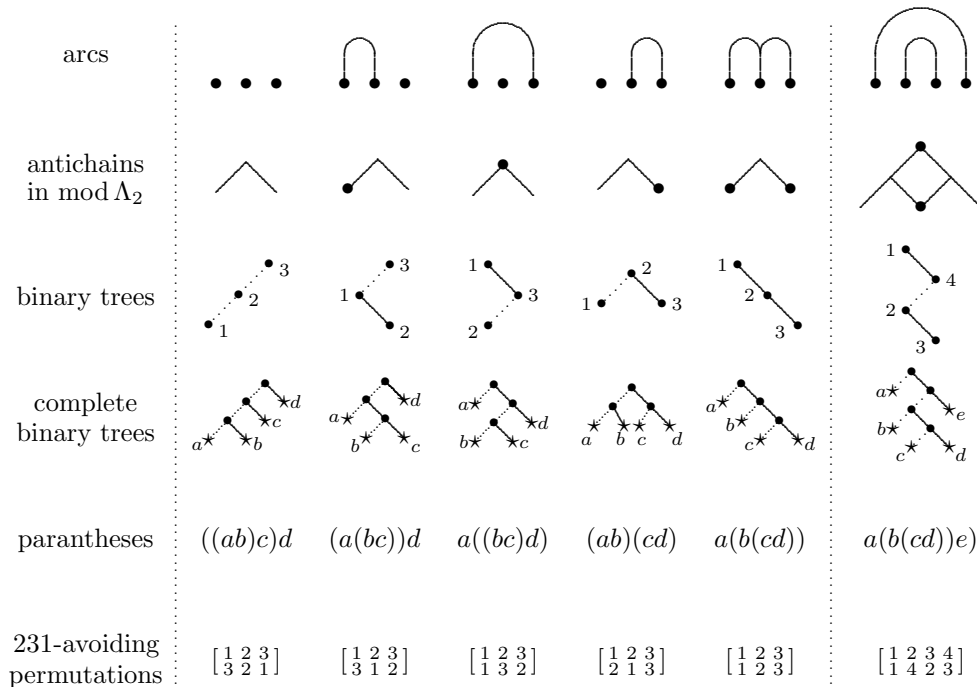 arcs
antichains
in mod Λ₂
binary trees
3
2
1
3
1
2
1
3
2
2
1
3
1
2
3
1
4
2
3
complete
binary trees
d
c
a
b
d
a
b
c
a
d
b
c
a
b
c
d
a
b
c
d
a
e
b
c
d
parantheses
((ab)c)d
(a(bc))d
a((bc)d)
(ab)(cd)
a(b(cd))
a(b(cd))e)
231-avoiding
permutations
[1 2 3
3 2 1]
[1 2 3
3 1 2]
[1 2 3
1 3 2]
[1 2 3
2 1 3]
[1 2 3
1 2 3]
[1 2 3 4
1 4 2 3]